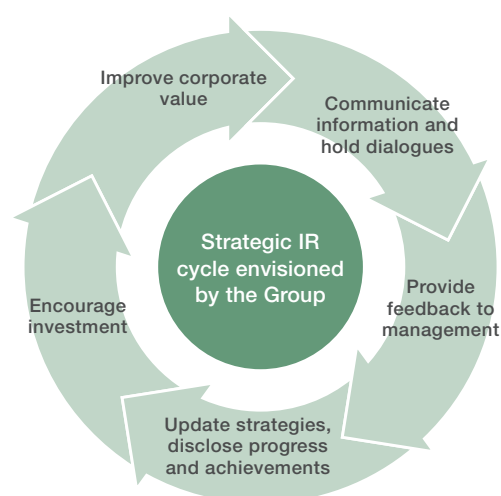 Improve corporate
value
Communicate
information and
hold dialogues
Strategic IR
cycle envisioned
by the Group
Provide
feedback to
management
Encourage
investment
Update strategies,
disclose progress
and achievements